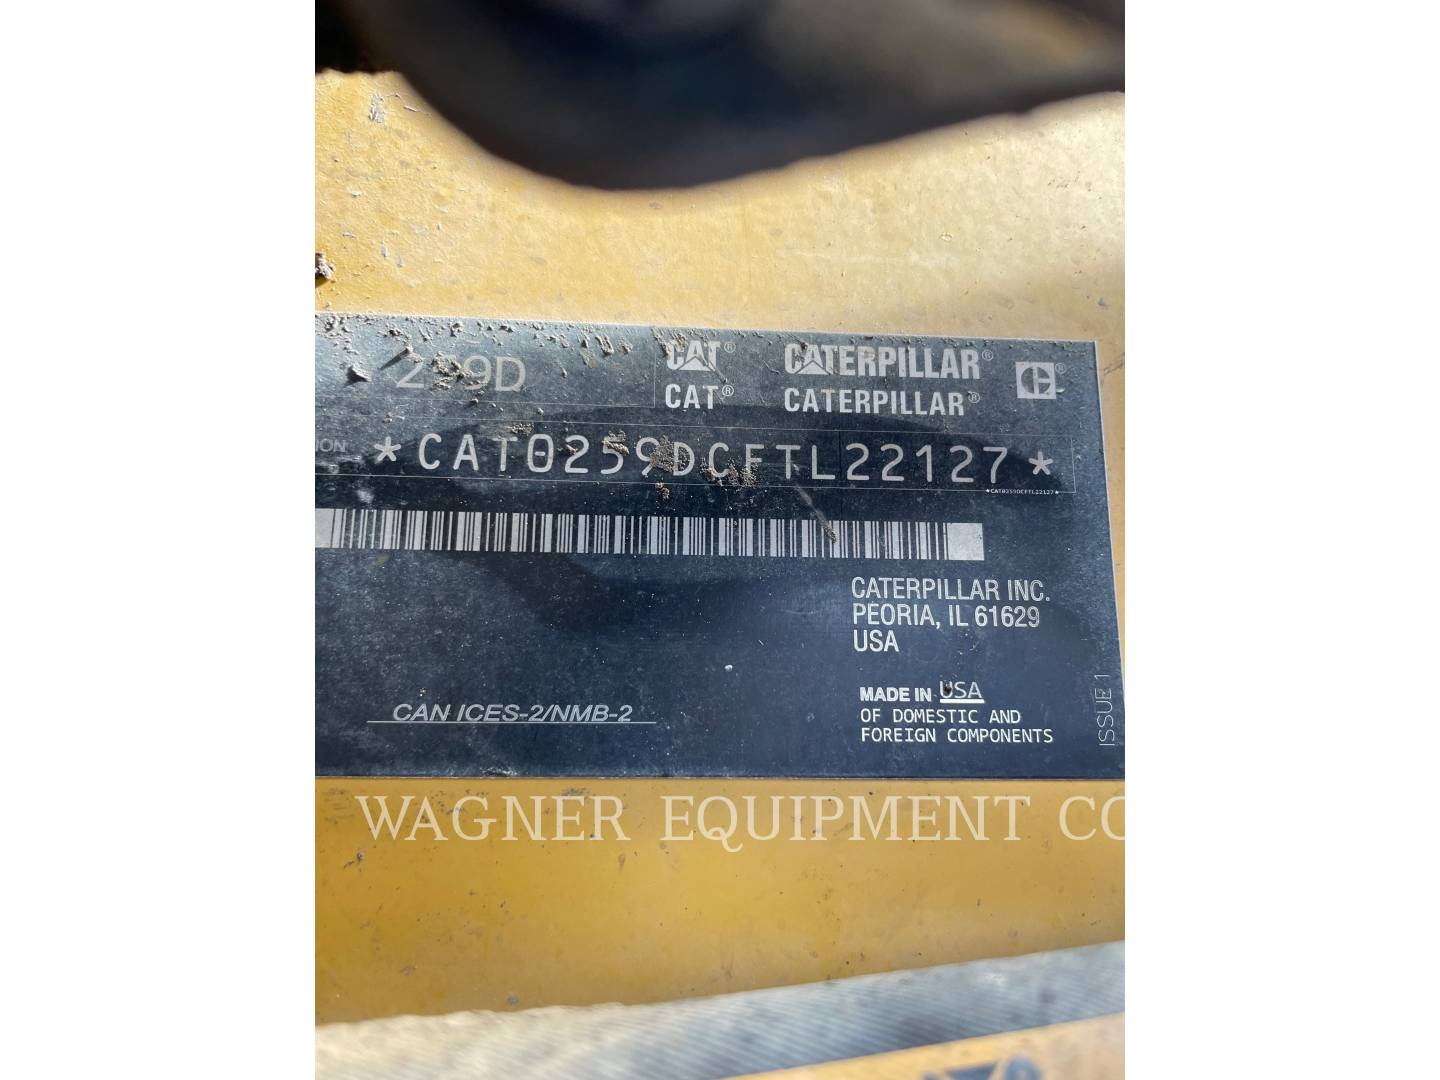 259D
CAT® CATERPILLAR®
CAT® CATERPILLAR®
*CAT0259DCFTL22127*
*CAT0259DCFTL22127*
CATERPILLAR INC.
PEORIA, IL 61629
USA
MADE IN USA
OF DOMESTIC AND
FOREIGN COMPONENTS
CAN ICES-2/NMB-2
ISSUE 1
WAGNER EQUIPMENT CO